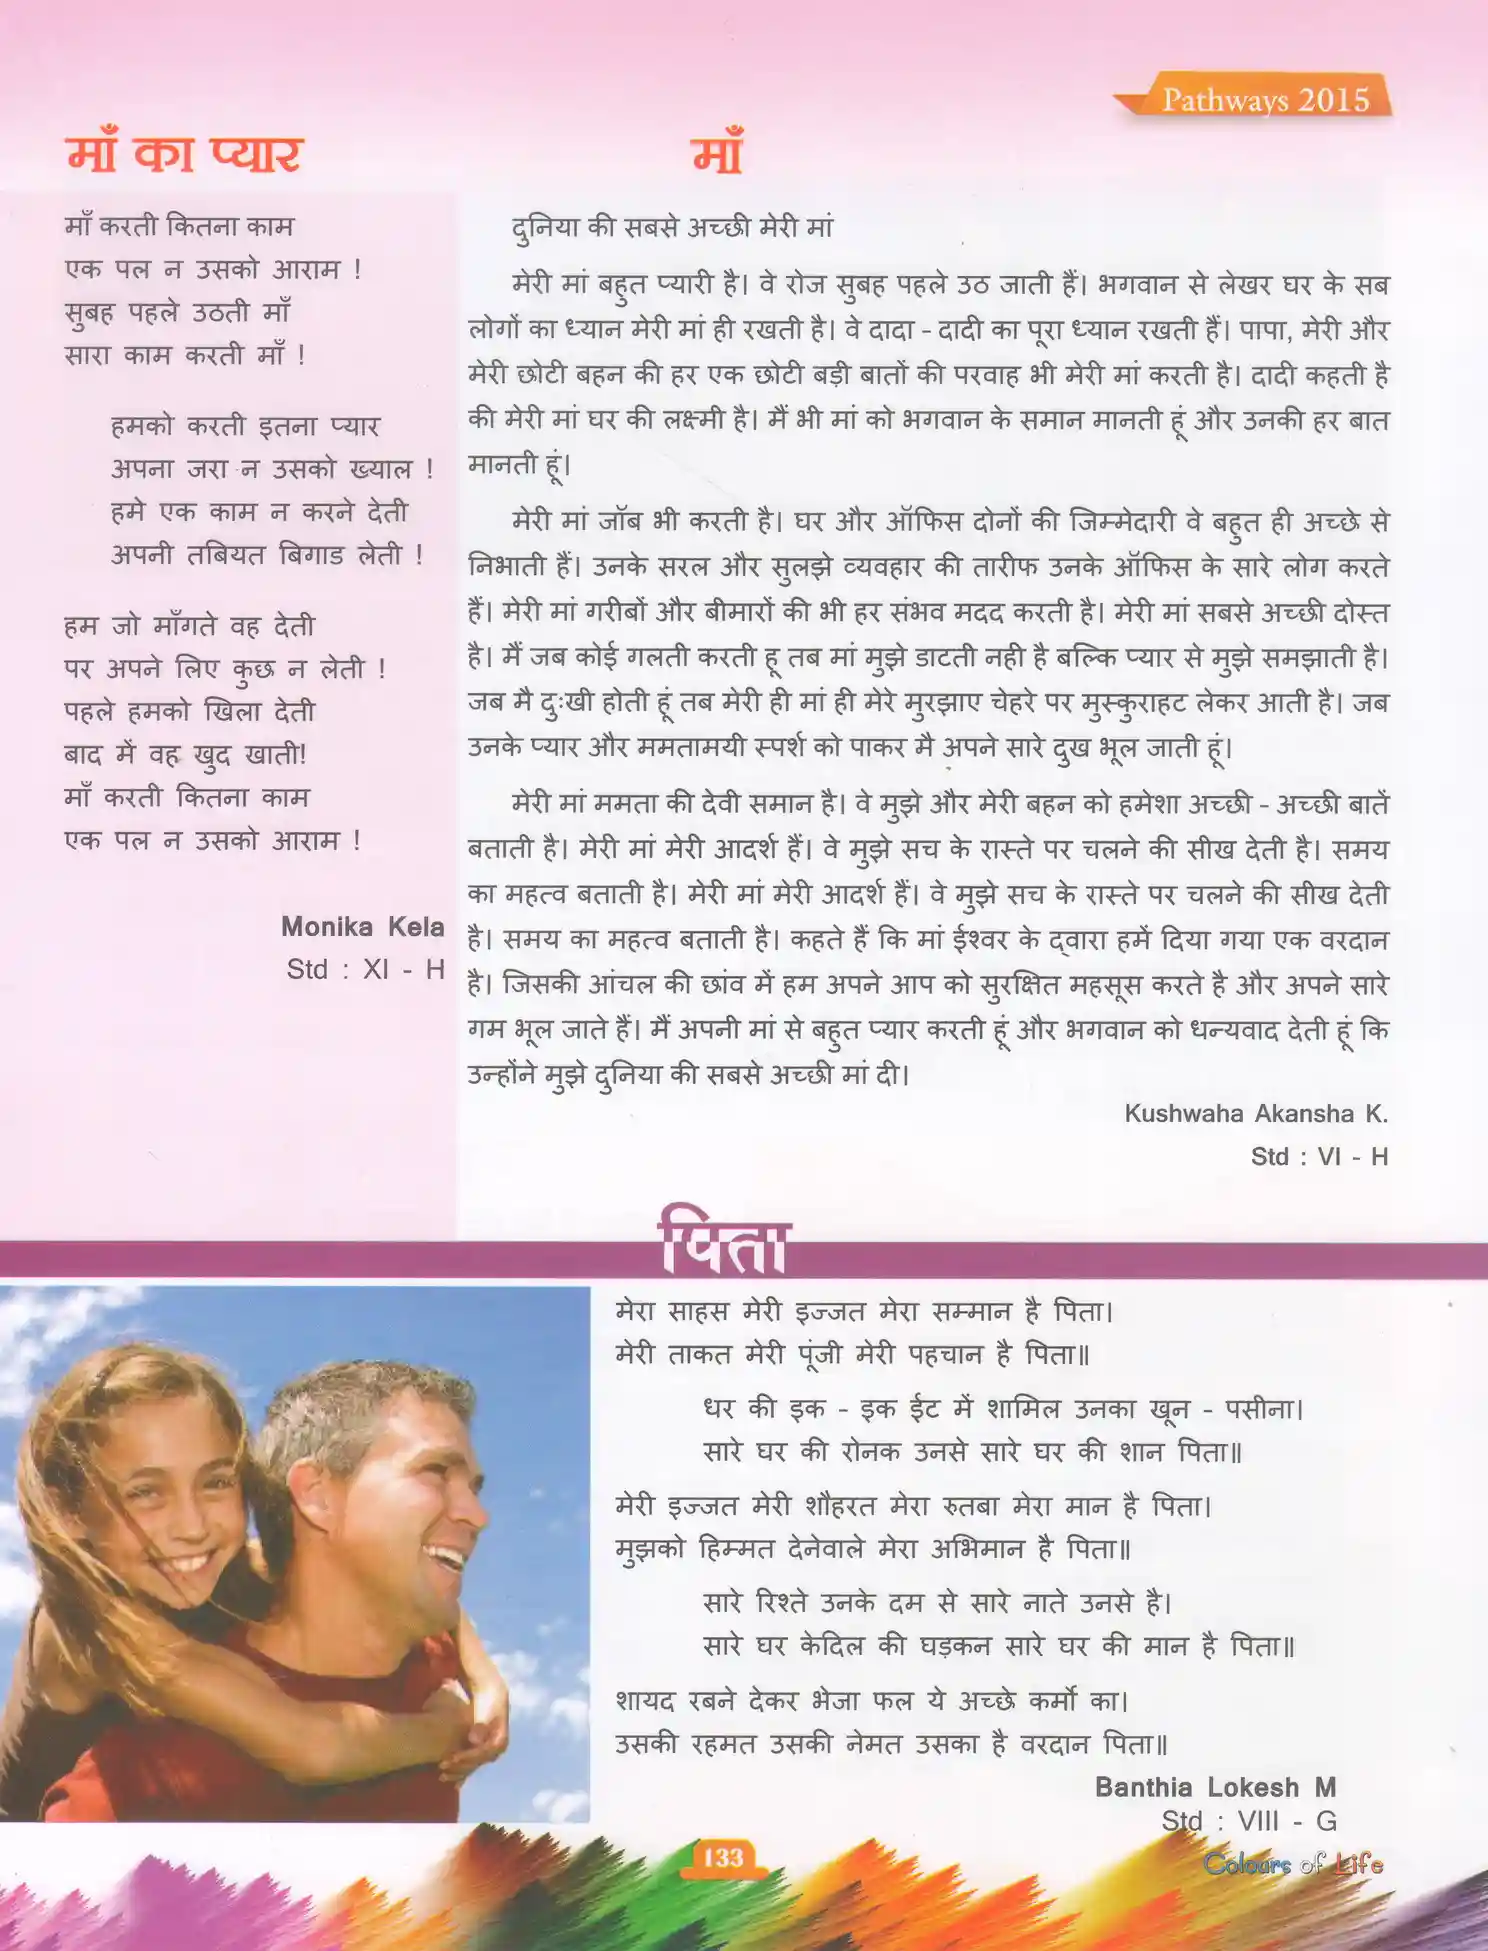 Pathways 2015
माँ का प्यार
माँ करती कितना काम
एक पल न उसको आराम !
सुबह पहले उठती माँ
सारा काम करती माँ !
हमको करती इतना प्यार
अपना जरा न उसको ख्याल !
हमे एक काम न करने देती
अपनी तबियत बिगाड लेती !
हम जो माँगते वह देती
पर अपने लिए कुछ न लेती !
पहले हमको खिला देती
बाद में वह खुद खाती!
माँ करती कितना काम
एक पल न उसको आराम !
Monika Kela
Std : XI - H
माँ
दुनिया की सबसे अच्छी मेरी मां
मेरी मां बहुत प्यारी है। वे रोज सुबह पहले उठ जाती हैं। भगवान से लेखर घर के सब
लोगों का ध्यान मेरी मां ही रखती है। वे दादा - दादी का पूरा ध्यान रखती हैं। पापा, मेरी और
मेरी छोटी बहन की हर एक छोटी बड़ी बातों की परवाह भी मेरी मां करती है। दादी कहती है
की मेरी मां घर की लक्ष्मी है। मैं भी मां को भगवान के समान मानती हूं और उनकी हर बात
मानती हूं।
मेरी मां जॉब भी करती है। घर और ऑफिस दोनों की जिम्मेदारी वे बहुत ही अच्छे से
निभाती हैं। उनके सरल और सुलझे व्यवहार की तारीफ उनके ऑफिस के सारे लोग करते
हैं। मेरी मां गरीबों और बीमारों की भी हर संभव मदद करती है। मेरी मां सबसे अच्छी दोस्त
है। मैं जब कोई गलती करती हू तब मां मुझे डाटती नही है बल्कि प्यार से मुझे समझाती है।
जब मै दुःखी होती हूं तब मेरी ही मां ही मेरे मुरझाए चेहरे पर मुस्कुराहट लेकर आती है। जब
उनके प्यार और ममतामयी स्पर्श को पाकर मै अपने सारे दुख भूल जाती हूं।
मेरी मां ममता की देवी समान है। वे मुझे और मेरी बहन को हमेशा अच्छी - अच्छी बातें
बताती है। मेरी मां मेरी आदर्श हैं। वे मुझे सच के रास्ते पर चलने की सीख देती है। समय
का महत्व बताती है। मेरी मां मेरी आदर्श हैं। वे मुझे सच के रास्ते पर चलने की सीख देती
है। समय का महत्व बताती है। कहते हैं कि मां ईश्वर के द्वारा हमें दिया गया एक वरदान
है। जिसकी आंचल की छांव में हम अपने आप को सुरक्षित महसूस करते है और अपने सारे
गम भूल जाते हैं। मैं अपनी मां से बहुत प्यार करती हूं और भगवान को धन्यवाद देती हूं कि
उन्होंने मुझे दुनिया की सबसे अच्छी मां दी।
Kushwaha Akansha K.
Std : VI - H
पिता
मेरा साहस मेरी इज्जत मेरा सम्मान है पिता।
मेरी ताकत मेरी पूंजी मेरी पहचान है पिता॥
धर की इक - इक ईट में शामिल उनका खून - पसीना।
सारे घर की रोनक उनसे सारे घर की शान पिता॥
मेरी इज्जत मेरी शौहरत मेरा रुतबा मेरा मान है पिता।
मुझको हिम्मत देनेवाले मेरा अभिमान है पिता॥
सारे रिश्ते उनके दम से सारे नाते उनसे है।
सारे घर केदिल की घड़कन सारे घर की मान है पिता॥
शायद रबने देकर भेजा फल ये अच्छे कर्मो का।
उसकी रहमत उसकी नेमत उसका है वरदान पिता॥
Banthia Lokesh M
Std : VIII - G
133
Colours of Life